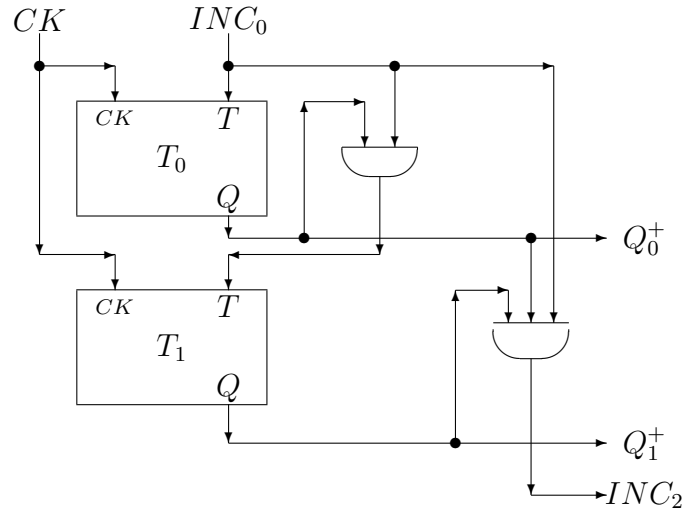 CK INC₀
CK T
T₀
Q
Q₀⁺
CK T
T₁
Q
Q₁⁺
INC₂